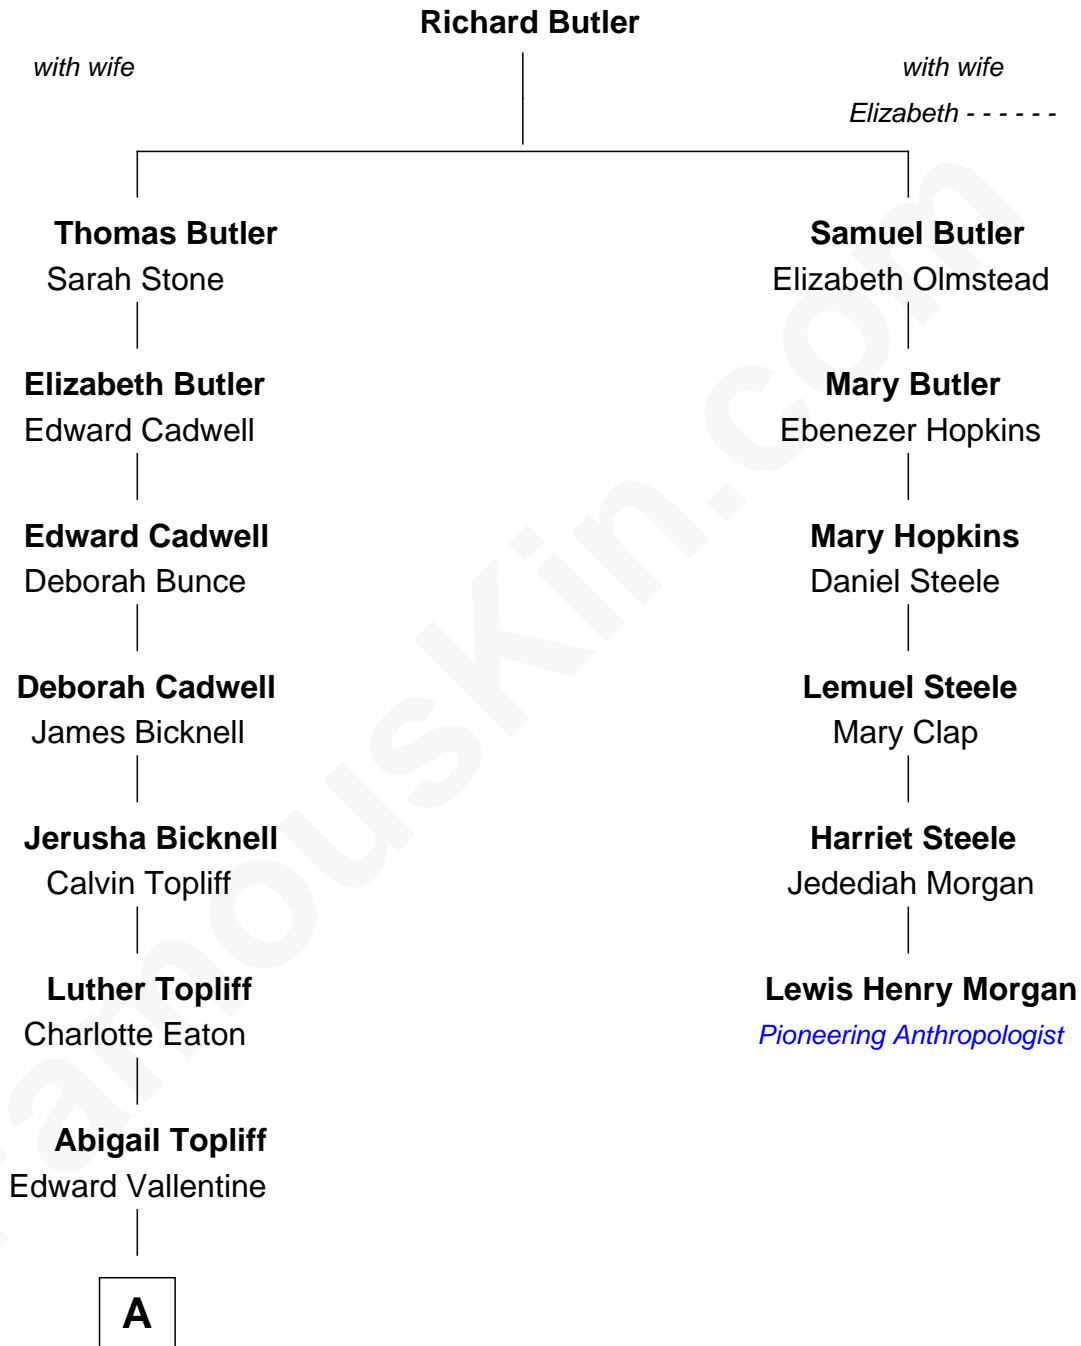 Richard Butler
with wife
with wife
Elizabeth - - - - - -
Thomas Butler
Sarah Stone
Samuel Butler
Elizabeth Olmstead
Elizabeth Butler
Edward Cadwell
Mary Butler
Ebenezer Hopkins
Edward Cadwell
Deborah Bunce
Mary Hopkins
Daniel Steele
Deborah Cadwell
James Bicknell
Lemuel Steele
Mary Clap
Jerusha Bicknell
Calvin Topliff
Harriet Steele
Jedediah Morgan
Luther Topliff
Charlotte Eaton
Lewis Henry Morgan
Pioneering Anthropologist
Abigail Topliff
Edward Vallentine
A
FamousKin.com